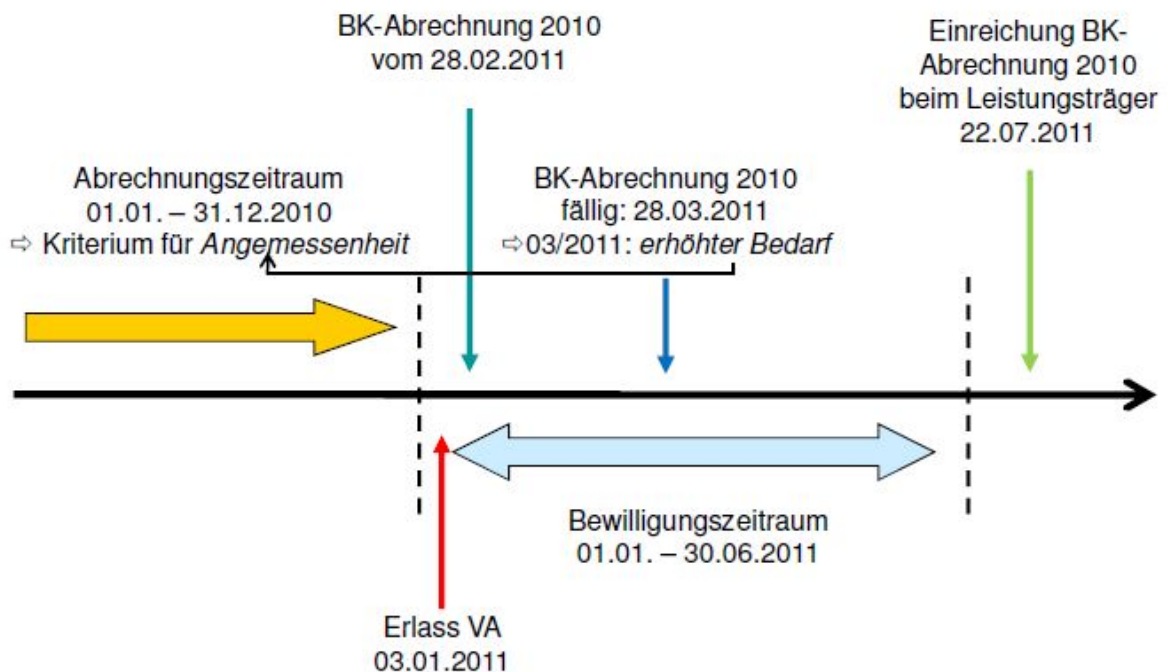 BK-Abrechnung 2010
vom 28.02.2011
Einreichung BK-
Abrechnung 2010
beim Leistungsträger
22.07.2011
Abrechnungszeitraum
01.01. – 31.12.2010
⇨ Kriterium für Angemessenheit
BK-Abrechnung 2010
fällig: 28.03.2011
⇨03/2011: erhöhter Bedarf
Bewilligungszeitraum
01.01. – 30.06.2011
Erlass VA
03.01.2011